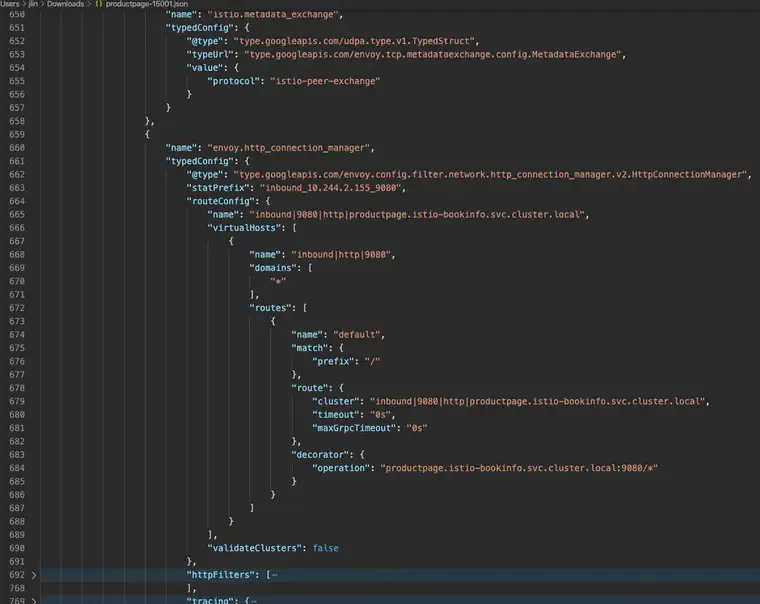 Users > jlin > Downloads > {} productpage-15001.json
650 "name": "istio.metadata_exchange",
651 "typedConfig": {
652 "@type": "type.googleapis.com/udpa.type.v1.TypedStruct",
653 "typeUrl": "type.googleapis.com/envoy.tcp.metadataexchange.config.MetadataExchange",
654 "value": {
655 "protocol": "istio-peer-exchange"
656 }
657 }
658 },
659 {
660 "name": "envoy.http_connection_manager",
661 "typedConfig": {
662 "@type": "type.googleapis.com/envoy.config.filter.network.http_connection_manager.v2.HttpConnectionManager",
663 "statPrefix": "inbound_10.244.2.155_9080",
664 "routeConfig": {
665 "name": "inbound|9080|http|productpage.istio-bookinfo.svc.cluster.local",
666 "virtualHosts": [
667 {
668 "name": "inbound|http|9080",
669 "domains": [
670 "*"
671 ],
672 "routes": [
673 {
674 "name": "default",
675 "match": {
676 "prefix": "/"
677 },
678 "route": {
679 "cluster": "inbound|9080|http|productpage.istio-bookinfo.svc.cluster.local",
680 "timeout": "0s",
681 "maxGrpcTimeout": "0s"
682 },
683 "decorator": {
684 "operation": "productpage.istio-bookinfo.svc.cluster.local:9080/*"
685 }
686 }
687 ]
688 }
689 ],
690 "validateClusters": false
691 },
692 > "httpFilters": [⋯
768 ],
769 > "tracing": {⋯